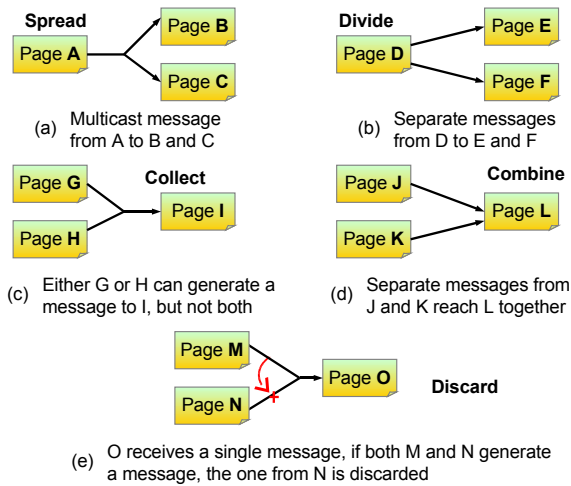 Spread
Page A
Page B
Page C
(a) Multicast message
from A to B and C
Divide
Page D
Page E
Page F
(b) Separate messages
from D to E and F
Page G
Page H
Collect
Page I
(c) Either G or H can generate a
message to I, but not both
Page J
Page K
Combine
Page L
(d) Separate messages from
J and K reach L together
Page M
Page N
Page O
Discard
(e) O receives a single message, if both M and N generate
a message, the one from N is discarded